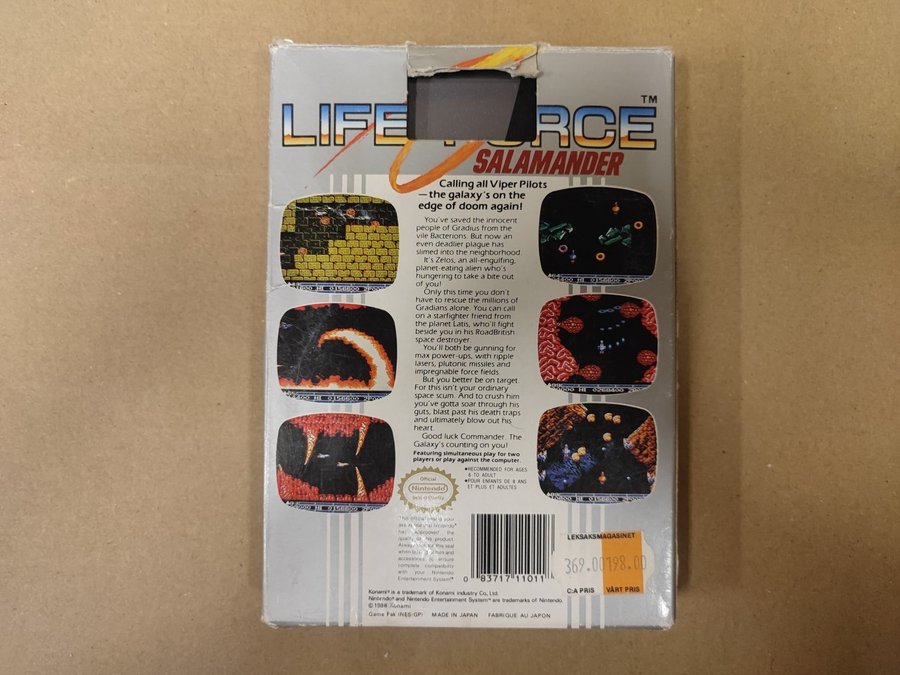 LIFE FORCE™
SALAMANDER
Calling all Viper Pilots
—the galaxy's on the
edge of doom again!
You've saved the innocent
people of Gradius from the
vile Bacterions. But now an
even deadlier plague has
slimed into the neighborhood.
It's Zelos, an all-engulfing,
planet-eating alien who's
hungering to take a bite out
of you!
Only this time you don't
have to rescue the millions of
Gradians alone. You can call
on a starfighter friend from
the planet Latis, who'll fight
beside you in his RoadBritish
space destroyer.
You'll both be gunning for
max power-ups, with ripple
lasers, plutonic missiles and
impregnable force fields.
But you better be on target.
For this isn't your ordinary
space scum. And to crush him
you've gotta soar through his
guts, blast past his death traps
and ultimately blow out his
heart.
Good luck Commander. The
Galaxy's counting on you!
Featuring simultaneous play for two
players or play against the computer.
•RECOMMENDED FOR AGES
6 TO ADULT
•POUR ENFANTS DE 6 ANS
ET PLUS ET ADULTES
Official
Nintendo
Seal of Quality
quality of this product.
complete compatibility
with your Nintendo
Entertainment System.®
0 83717 11011
LEKSAKSMAGASINET
369.00 198.00
C:A PRIS VÅRT PRIS
Konami® is a trademark of Konami Industry Co., Ltd.
Nintendo® and Nintendo Entertainment System® are trademarks of Nintendo.
©1988 Konami
Game Pak (NES-GP) MADE IN JAPAN FABRIQUE AU JAPON